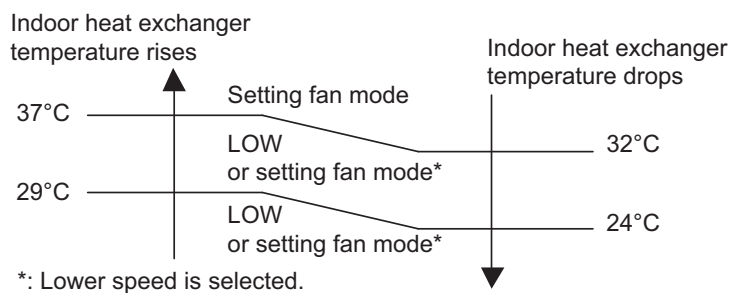 Indoor heat exchanger
temperature rises
Indoor heat exchanger
temperature drops
Setting fan mode
37°C
LOW
or setting fan mode*
32°C
29°C
LOW
or setting fan mode*
24°C
*: Lower speed is selected.